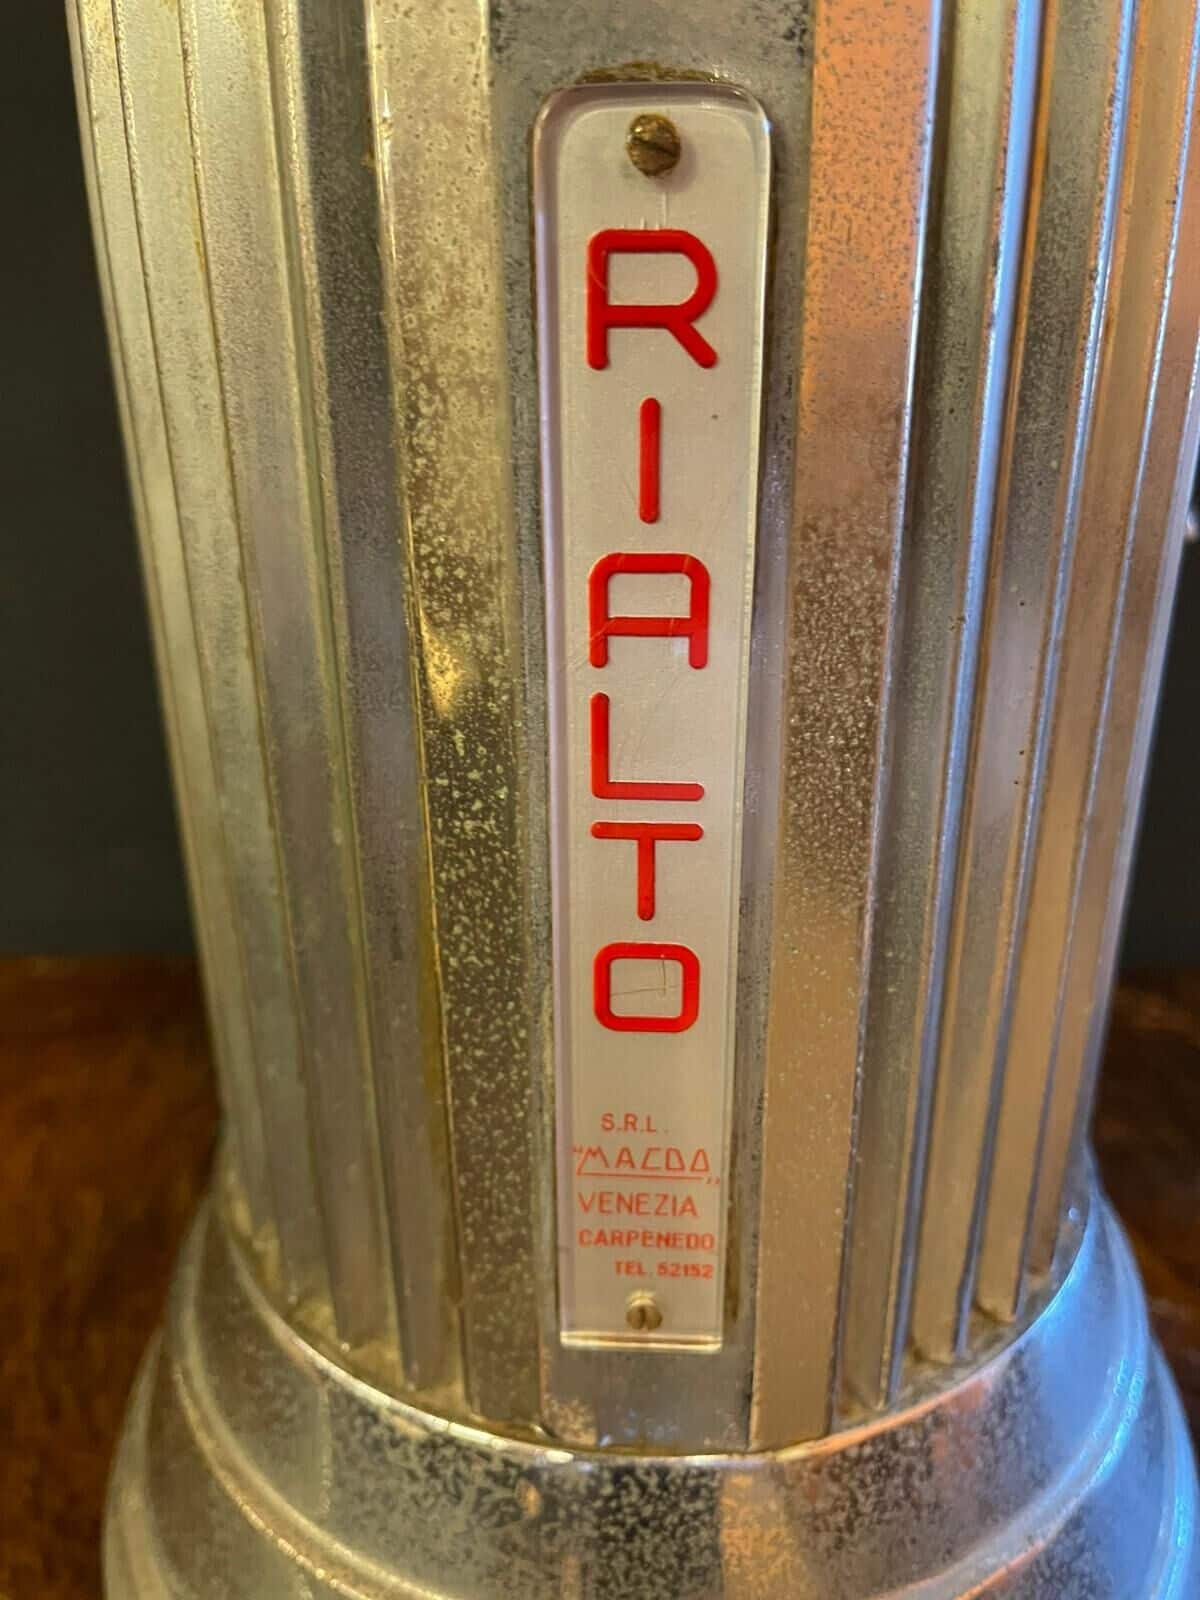 RIALTO
S.R.L.
"MACDA"
VENEZIA
CARPENEDO
TEL. 52152